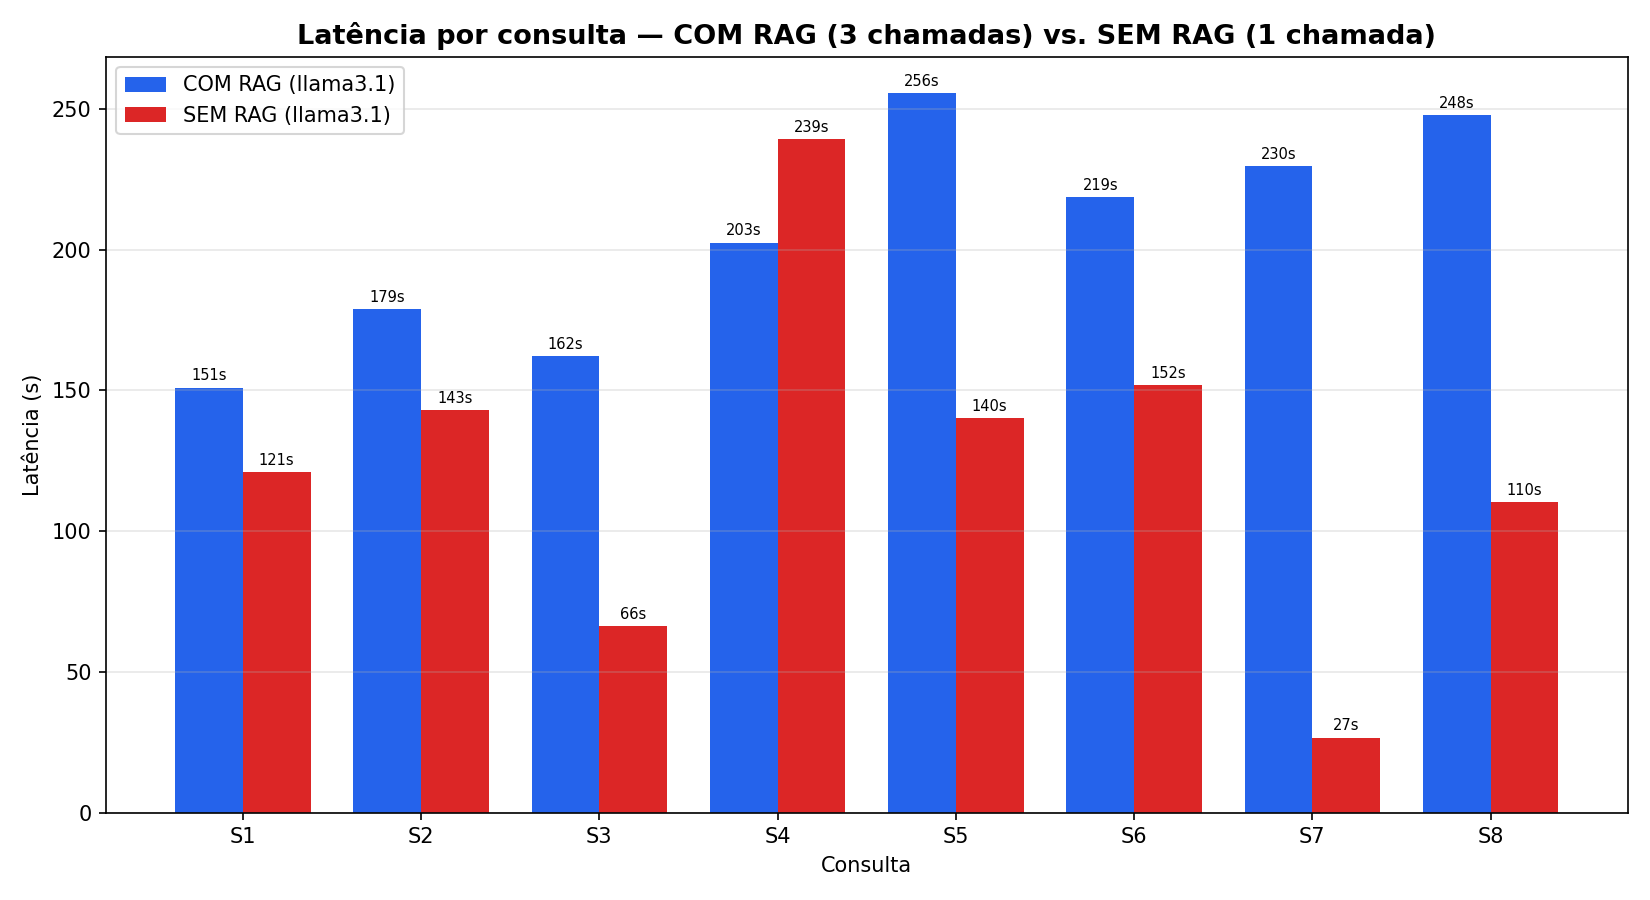 Latência por consulta — COM RAG (3 chamadas) vs. SEM RAG (1 chamada)
COM RAG (llama3.1)
SEM RAG (llama3.1)
Latência (s)
250
200
150
100
50
0
151s
121s
179s
143s
162s
66s
203s
239s
256s
140s
219s
152s
230s
27s
248s
110s
S1
S2
S3
S4
S5
S6
S7
S8
Consulta